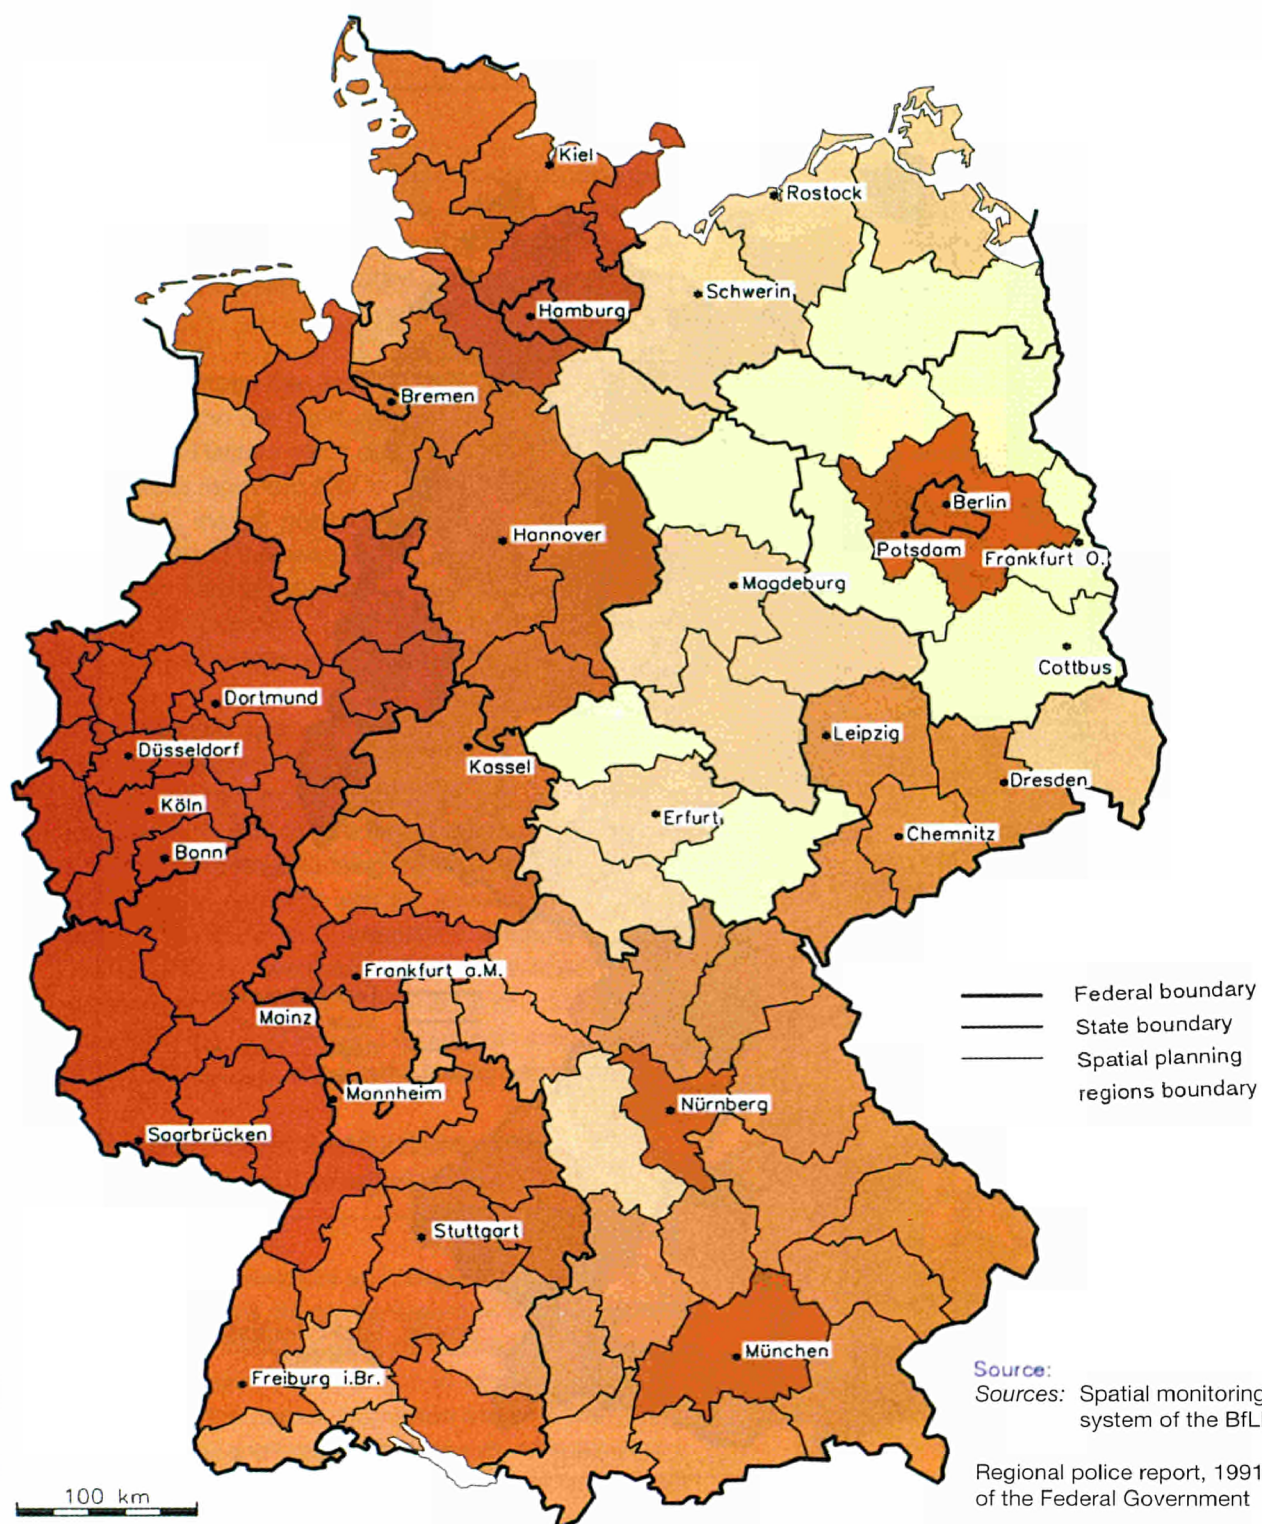 Kiel
Rostock
Schwerin
Hamburg
Bremen
Berlin
Hannover
Potsdam
Frankfurt O.
Magdeburg
Cottbus
Dortmund
Leipzig
Düsseldorf
Kassel
Dresden
Köln
Erfurt
Chemnitz
Bonn
Frankfurt a.M.
Mainz
Federal boundary
State boundary
Spatial planning
regions boundary
Mannheim
Nürnberg
Saarbrücken
Stuttgart
München
Freiburg i.Br.
Source:
Sources: Spatial monitoring
system of the
Regional police report, 1991
of the Federal Government
100 km